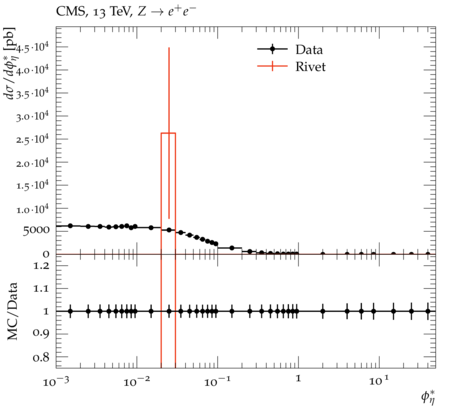 CMS, 13 TeV, Z → e⁺e⁻
dσ/dϕ*η [pb]
4.5·10⁴
4.0·10⁴
3.5·10⁴
3.0·10⁴
2.5·10⁴
2.0·10⁴
1.5·10⁴
1.0·10⁴
5000
0
Data
Rivet
MC/Data
1.2
1.1
1
0.9
0.8
10⁻³ 10⁻² 10⁻¹ 1 10¹
ϕ*η